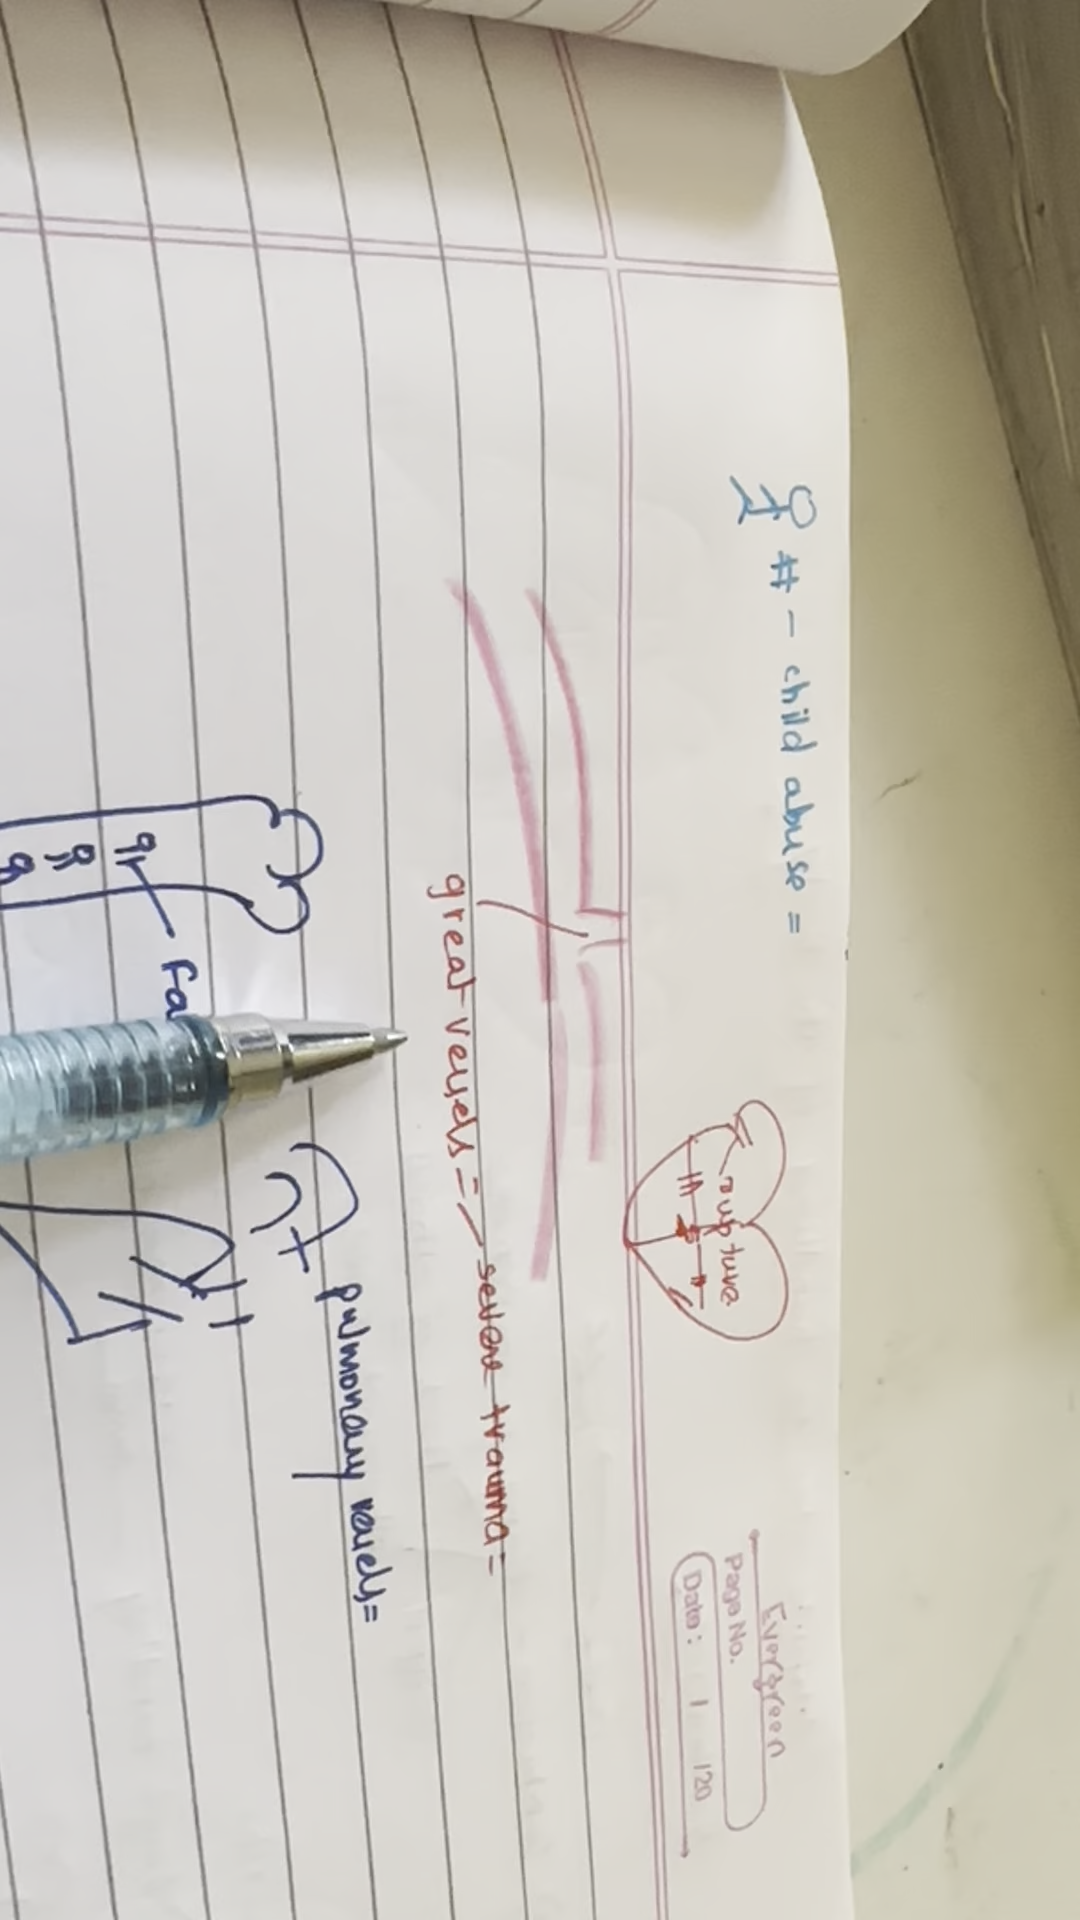 Evergreen
Page No.
Date: / /20
# - child abuse =
rupture
great vessels = severe trauma =
pulmonary vessels =
Fa